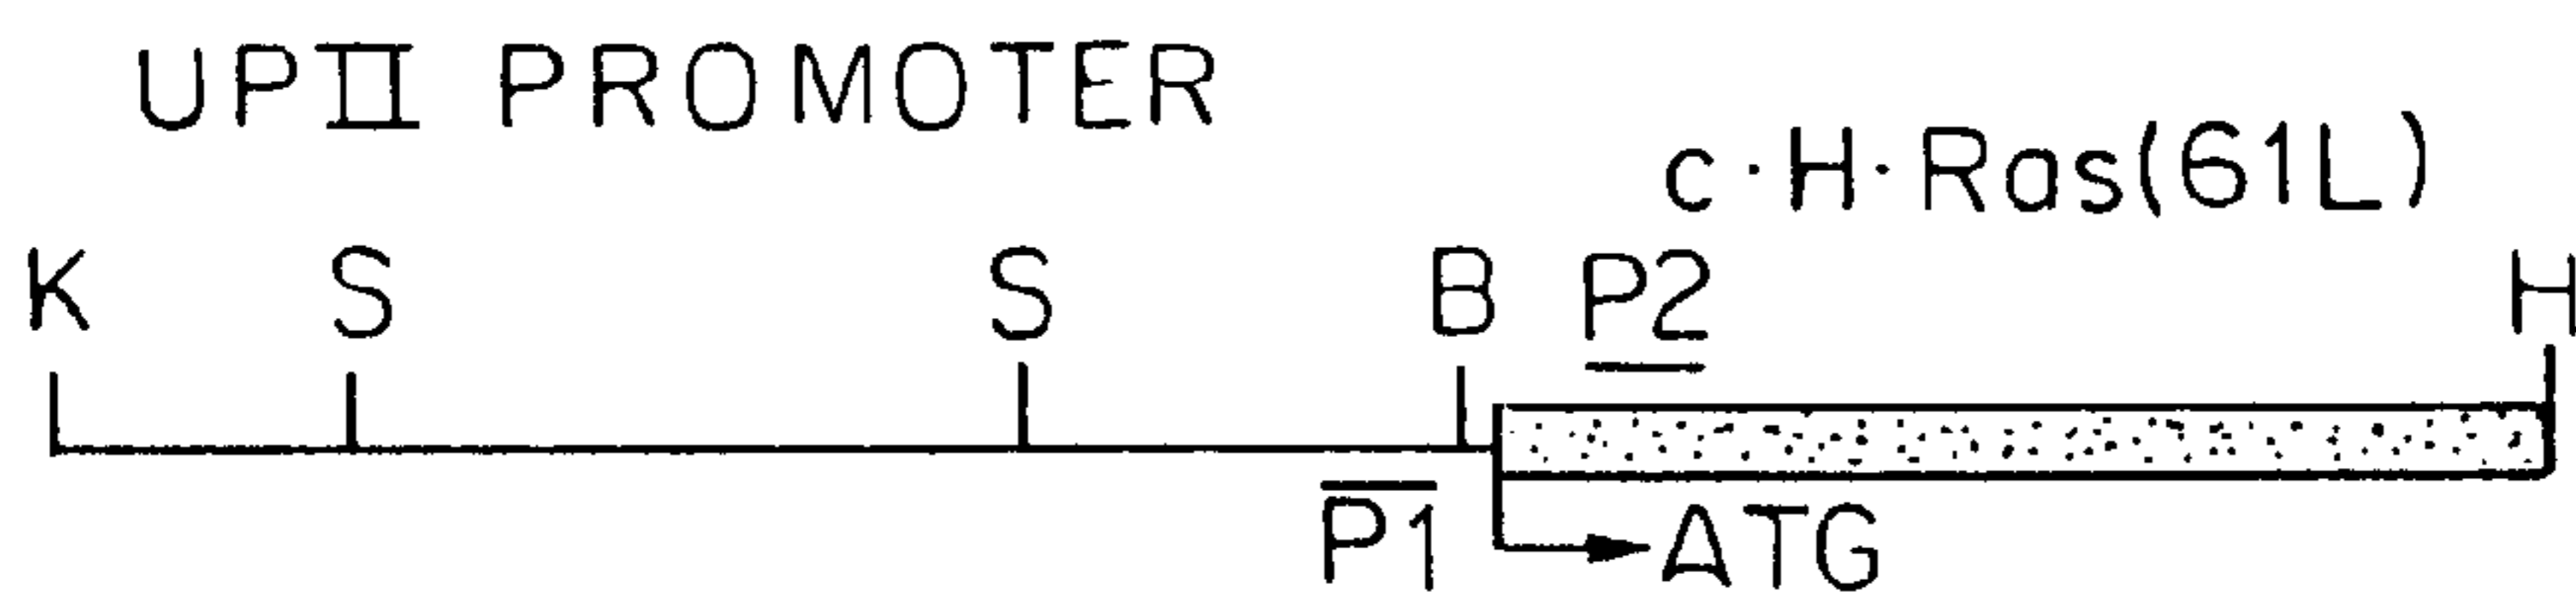 UPII PROMOTER
c·H·Ras(61L)
K S S B P2 H
P1 ATG